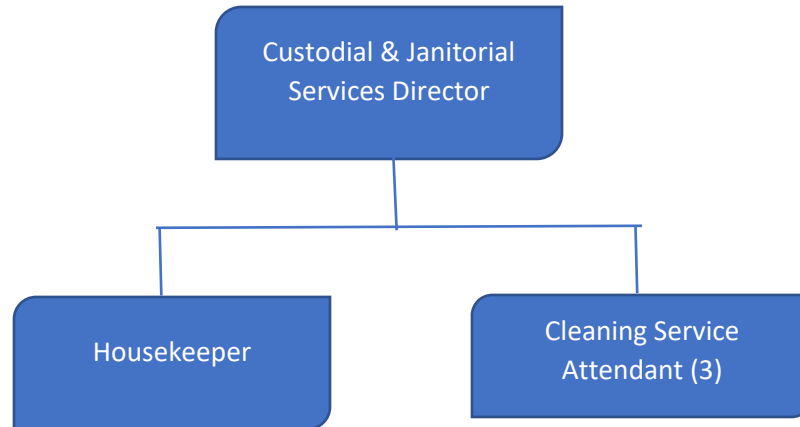 Custodial & Janitorial
Services Director
Housekeeper
Cleaning Service
Attendant (3)